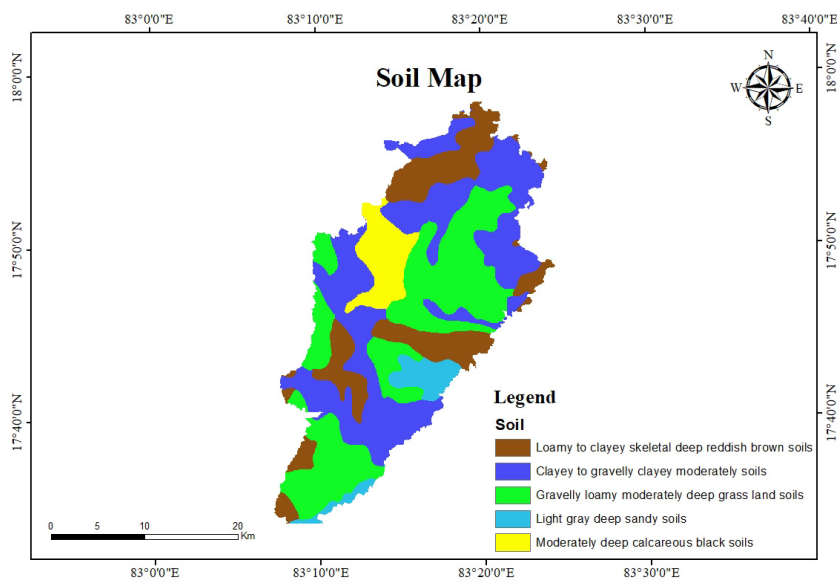 83°0'0"E 83°10'0"E 83°20'0"E 83°30'0"E 83°40'0"E
Soil Map
N
W E
S
18°0'0"N 18°0'0"N
17°50'0"N 17°50'0"N
17°40'0"N 17°40'0"N
Legend
Soil
Loamy to clayey skeletal deep reddish brown soils
Clayey to gravelly clayey moderately soils
Gravelly loamy moderately deep grass land soils
Light gray deep sandy soils
Moderately deep calcareous black soils
0 5 10 20
Km
83°0'0"E 83°10'0"E 83°20'0"E 83°30'0"E